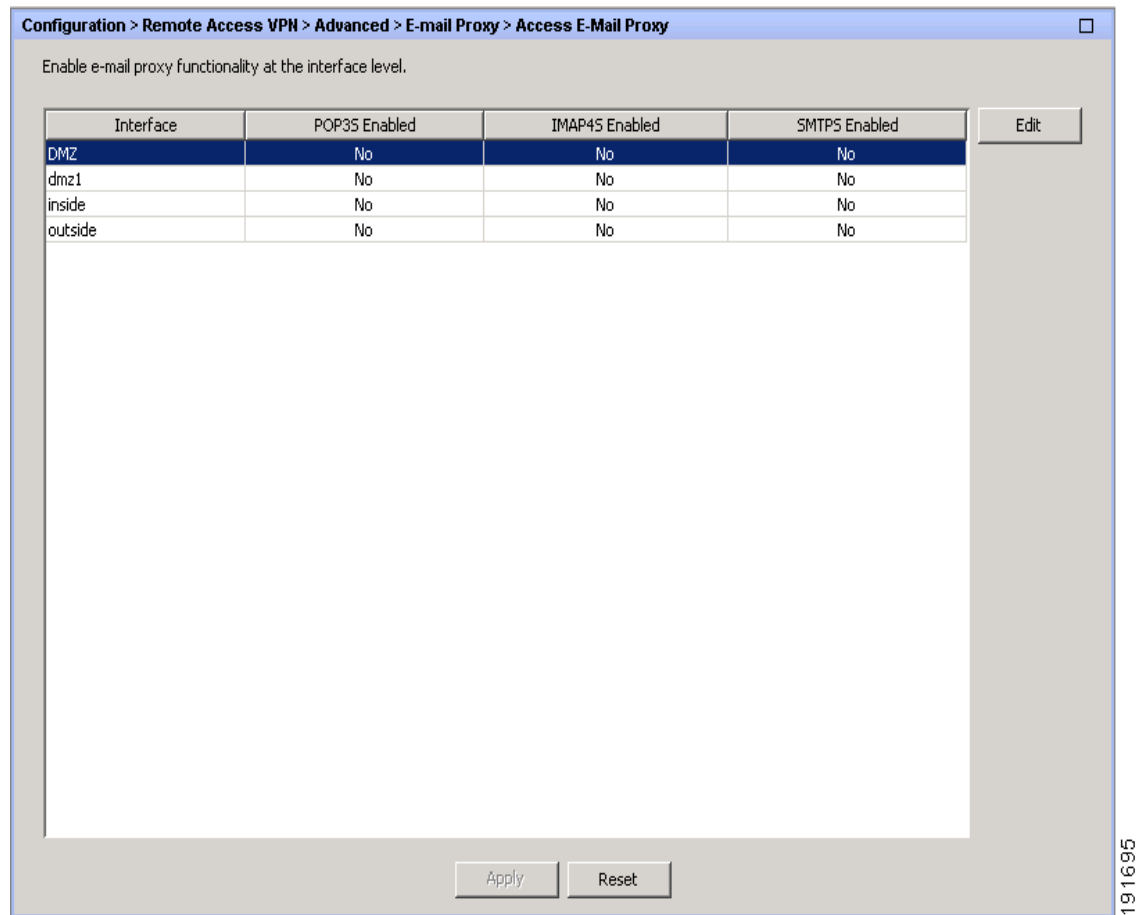 Configuration > Remote Access VPN > Advanced > E-mail Proxy > Access E-Mail Proxy
Enable e-mail proxy functionality at the interface level.
Interface POP3S Enabled IMAP4S Enabled SMTPS Enabled Edit
DMZ No No No
dmz1 No No No
inside No No No
outside No No No
Apply Reset
191695